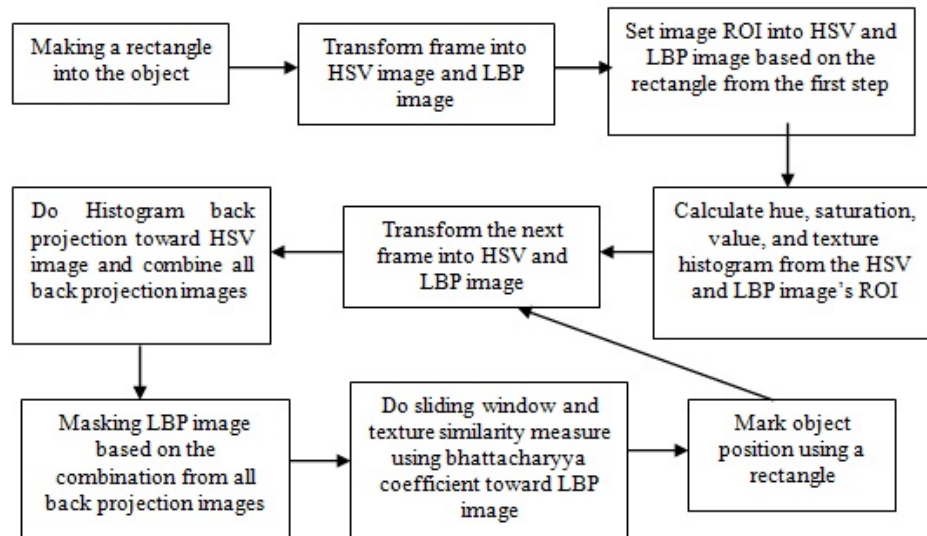 Making a rectangle
into the object
Transform frame into
HSV image and LBP
image
Set image ROI into HSV and
LBP image based on the
rectangle from the first step
Calculate hue, saturation,
value, and texture
histogram from the HSV
and LBP image's ROI
Transform the next
frame into HSV and
LBP image
Do Histogram back
projection toward HSV
image and combine all
back projection images
Masking LBP image
based on the
combination from all
back projection images
Do sliding window and
texture similarity measure
using bhattacharyya
coefficient toward LBP
image
Mark object
position using a
rectangle